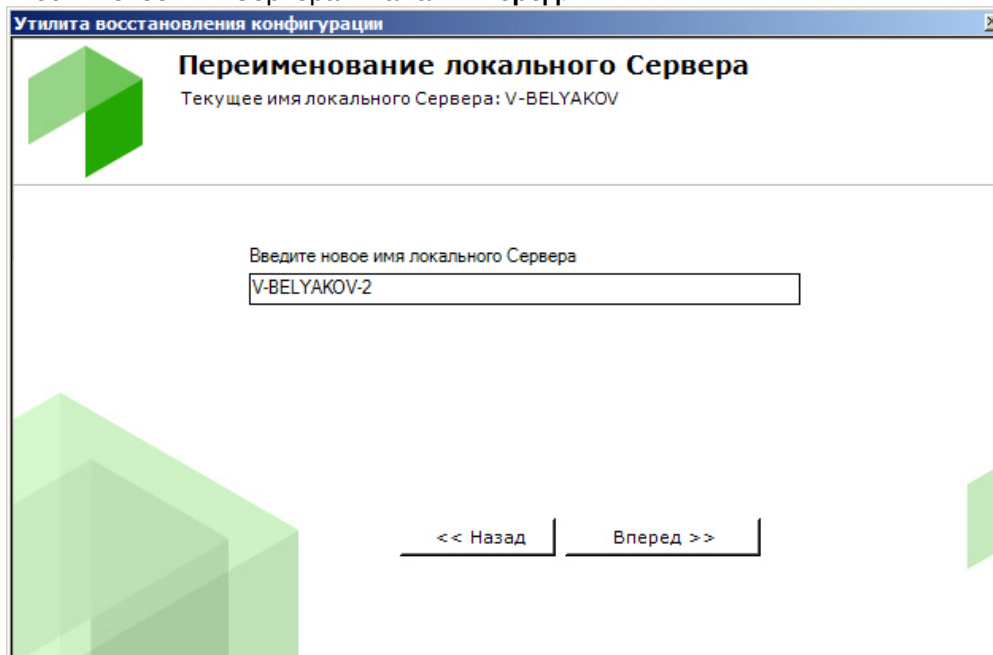 Утилита восстановления конфигурации
Переименование локального Сервера
Текущее имя локального Сервера: V-BELYAKOV
Введите новое имя локального Сервера
V-BELYAKOV-2
<< Назад
Вперед >>